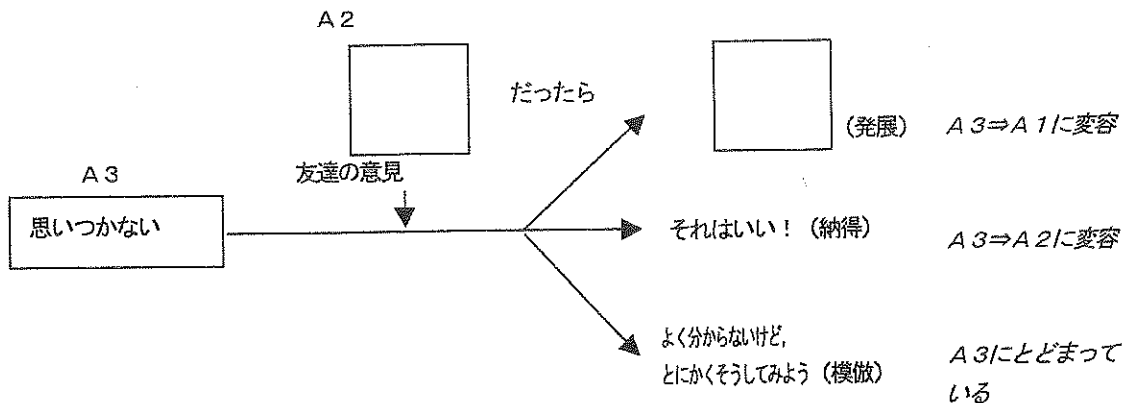 A2
だったら
(発展) A3⇒A1に変容
A3
友達の意見
思いつかない
それはいい!(納得) A3⇒A2に変容
よく分からないけど,
とにかくそうしてみよう(模倣)
A3にとどまって
いる